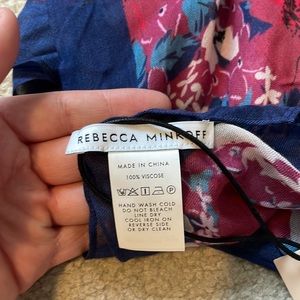 REBECCA MINKOFF
MADE IN CHINA
100% VISCOSE
HAND WASH COLD
DO NOT BLEACH
LINE DRY
COOL IRON ON
REVERSE SIDE
OR DRY CLEAN